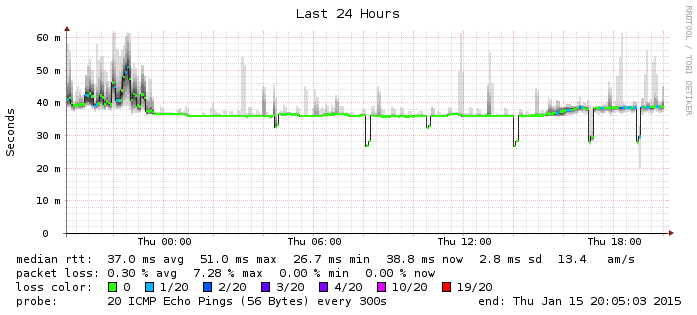 Last 24 Hours
RRDTOOL / TOBI OETIKER
Seconds
60 m
50 m
40 m
30 m
20 m
10 m
0
Thu 00:00 Thu 06:00 Thu 12:00 Thu 18:00
median rtt: 37.0 ms avg 51.0 ms max 26.7 ms min 38.8 ms now 2.8 ms sd 13.4 am/s
packet loss: 0.30 % avg 7.28 % max 0.00 % min 0.00 % now
loss color: 0 1/20 2/20 3/20 4/20 10/20 19/20
probe: 20 ICMP Echo Pings (56 Bytes) every 300s end: Thu Jan 15 20:05:03 2015